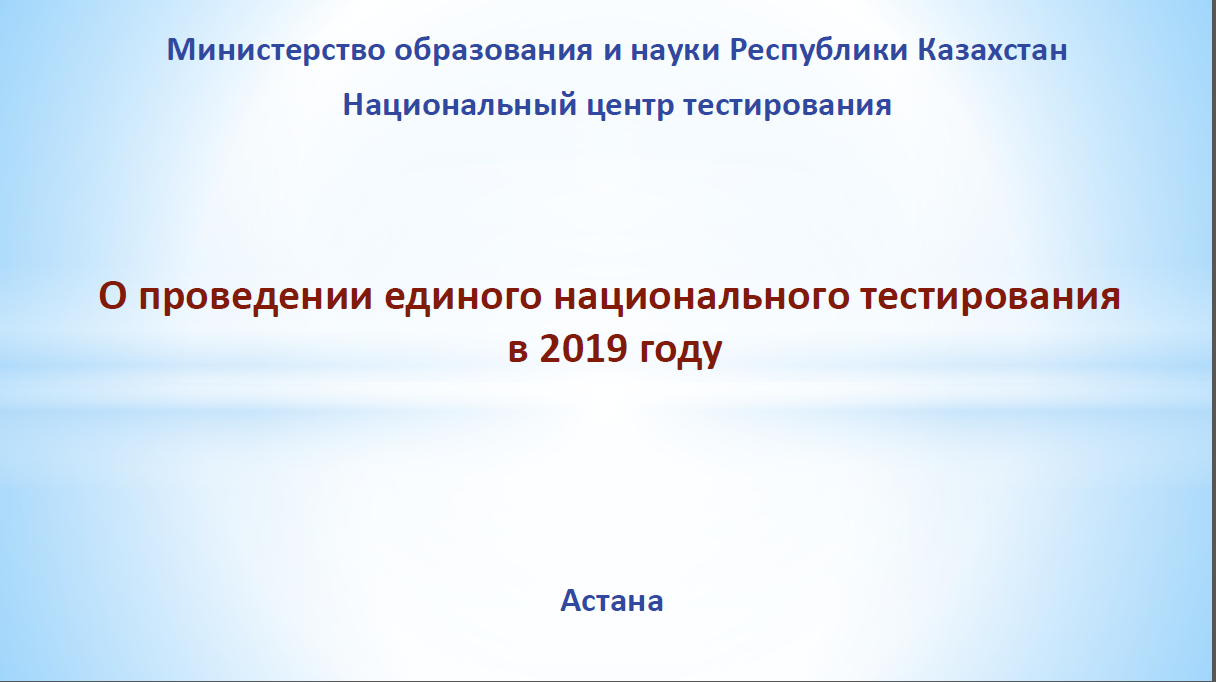 Министерство образования и науки Республики Казахстан
Национальный центр тестирования
О проведении единого национального тестирования
в 2019 году
Астана